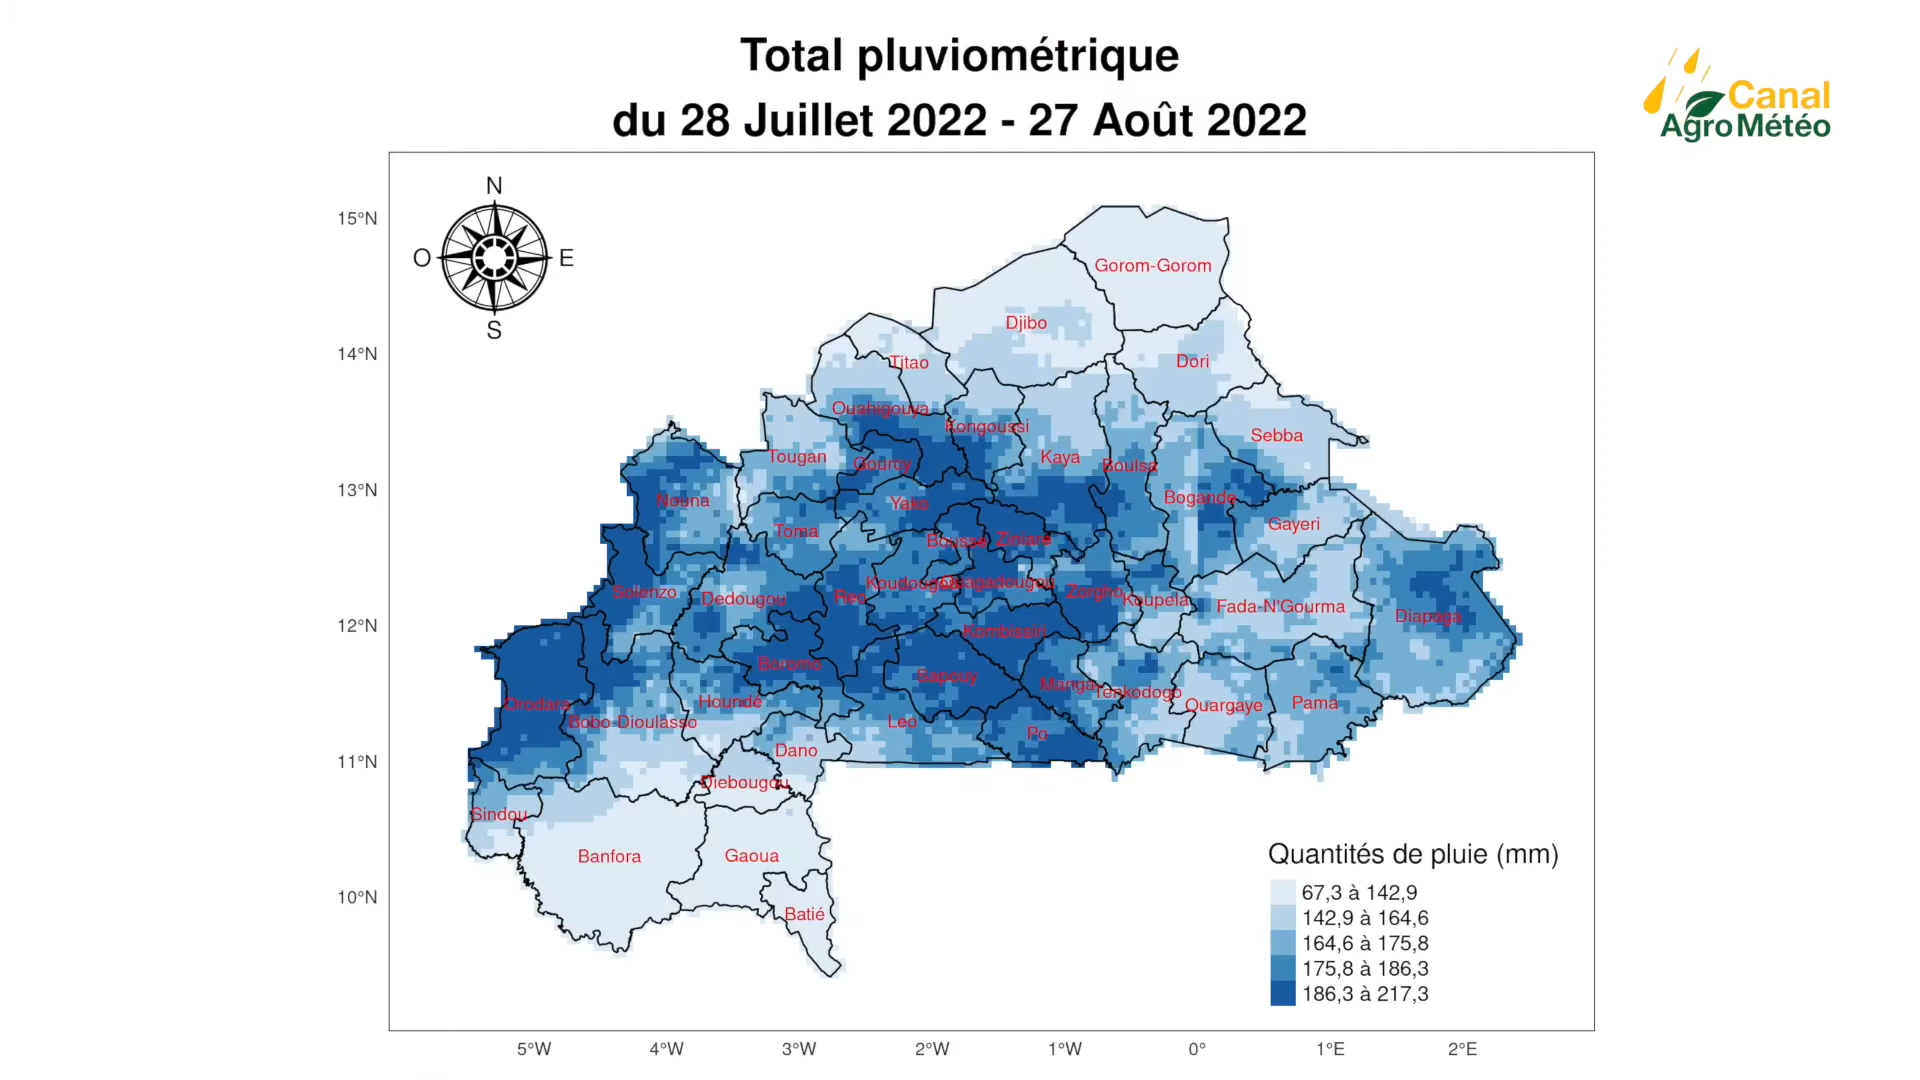 Total pluviométrique
du 28 Juillet 2022 - 27 Août 2022
Canal
AgroMétéo
N
O
E
S
15°N
14°N
13°N
12°N
11°N
10°N
Gorom-Gorom
Djibo
Titao
Dori
Ouahigouya
Kongoussi
Sebba
Tougan
Gourcy
Kaya
Boulsa
Nouna
Yako
Bogande
Toma
Gayeri
Bousse
Ziniare
Solenzo
Dedougou
Reo
Koudougou
Ouagadougou
Zorgho
Koupela
Fada-N'Gourma
Diapaga
Kombissiri
Boromo
Sapouy
Manga
Tenkodogo
Orodara
Houndé
Ouargaye
Pama
Bobo-Dioulasso
Leo
Po
Dano
Diebougou
Sindou
Banfora
Gaoua
Batié
Quantités de pluie (mm)
67,3 à 142,9
142,9 à 164,6
164,6 à 175,8
175,8 à 186,3
186,3 à 217,3
5°W
4°W
3°W
2°W
1°W
0°
1°E
2°E